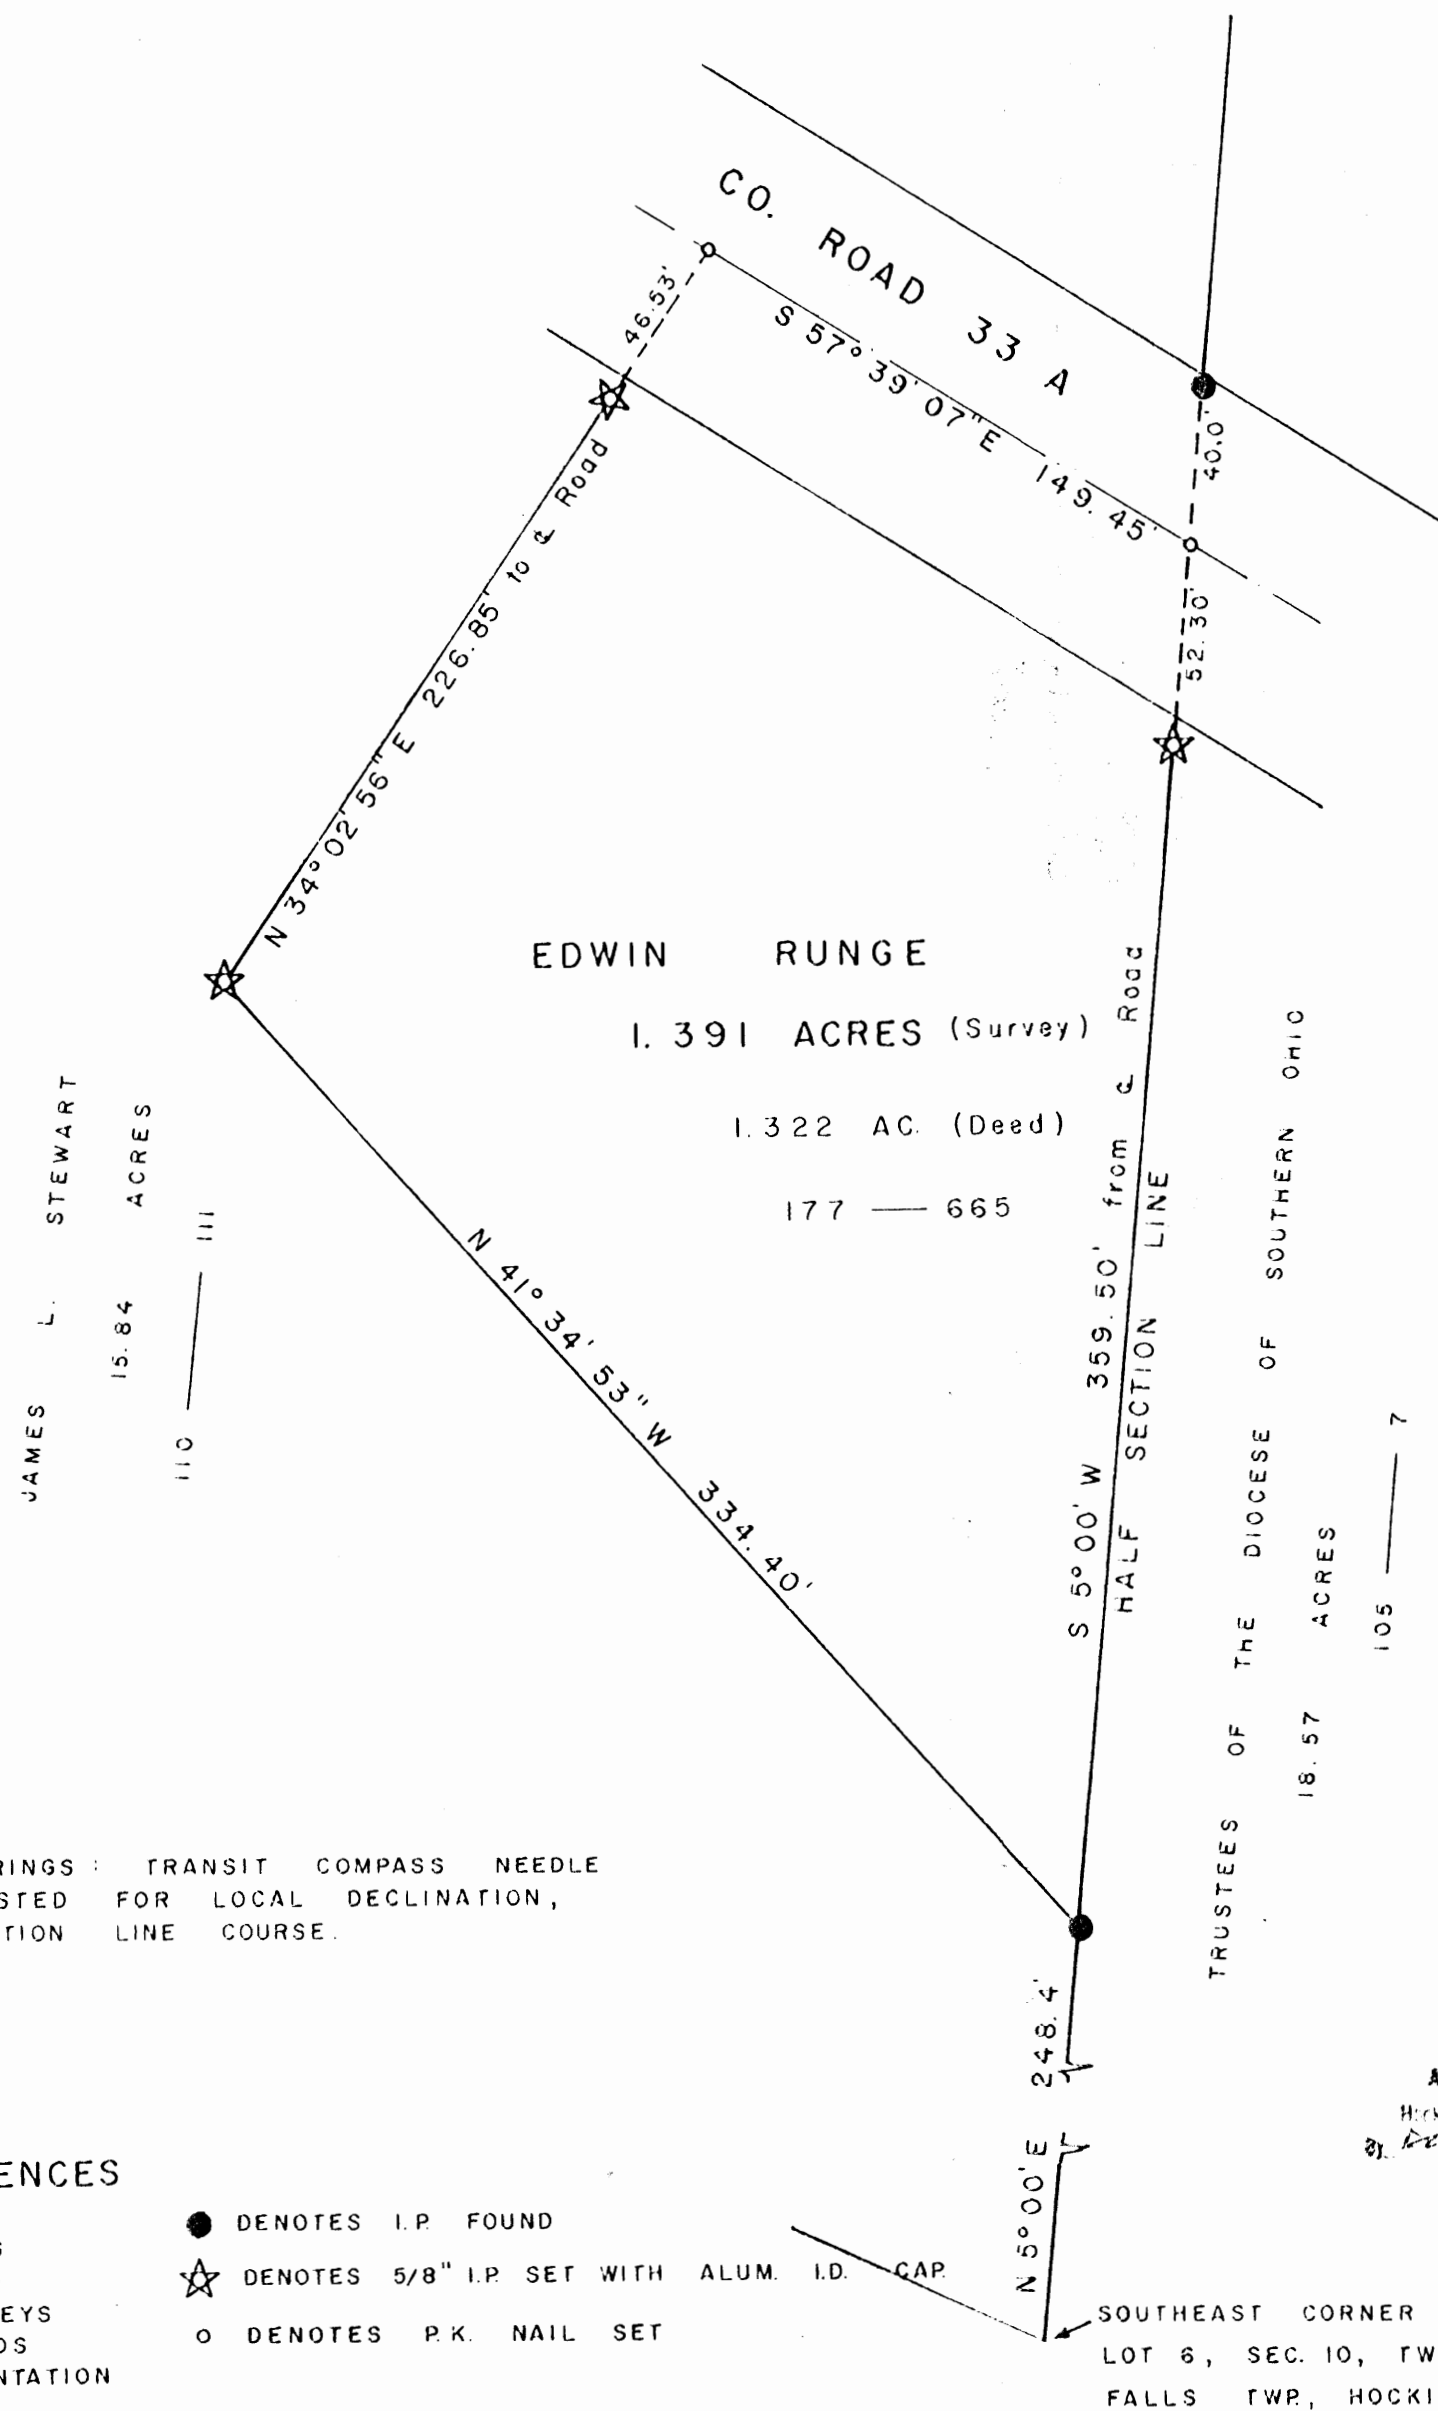 CO. ROAD 33 A
46.53'
S 57° 39' 07" E 149.45'
40.0'
52.30'
N 34° 02' 56" E 226.85' to ℄ Road
EDWIN RUNGE
1.391 ACRES (Survey)
1.322 AC. (Deed)
177 — 665
S 5° 00' W 359.50' from ℄ Road
HALF SECTION LINE
JAMES L. STEWART
15.84 ACRES
110 — 111
N 41° 34' 53" W 334.40'
TRUSTEES OF THE DIOCESE OF SOUTHERN OHIO
18.57 ACRES
105 — 7
RINGS : TRANSIT COMPASS NEEDLE
STED FOR LOCAL DECLINATION,
TION LINE COURSE.
N 5° 00' E 248.4'
ENCES
DENOTES I.P. FOUND
DENOTES 5/8" I.P. SET WITH ALUM. I.D. CAP.
DENOTES P.K. NAIL SET
EYS
DS
NTATION
SOUTHEAST CORNER
LOT 6, SEC. 10, TW
FALLS TWP., HOCKI